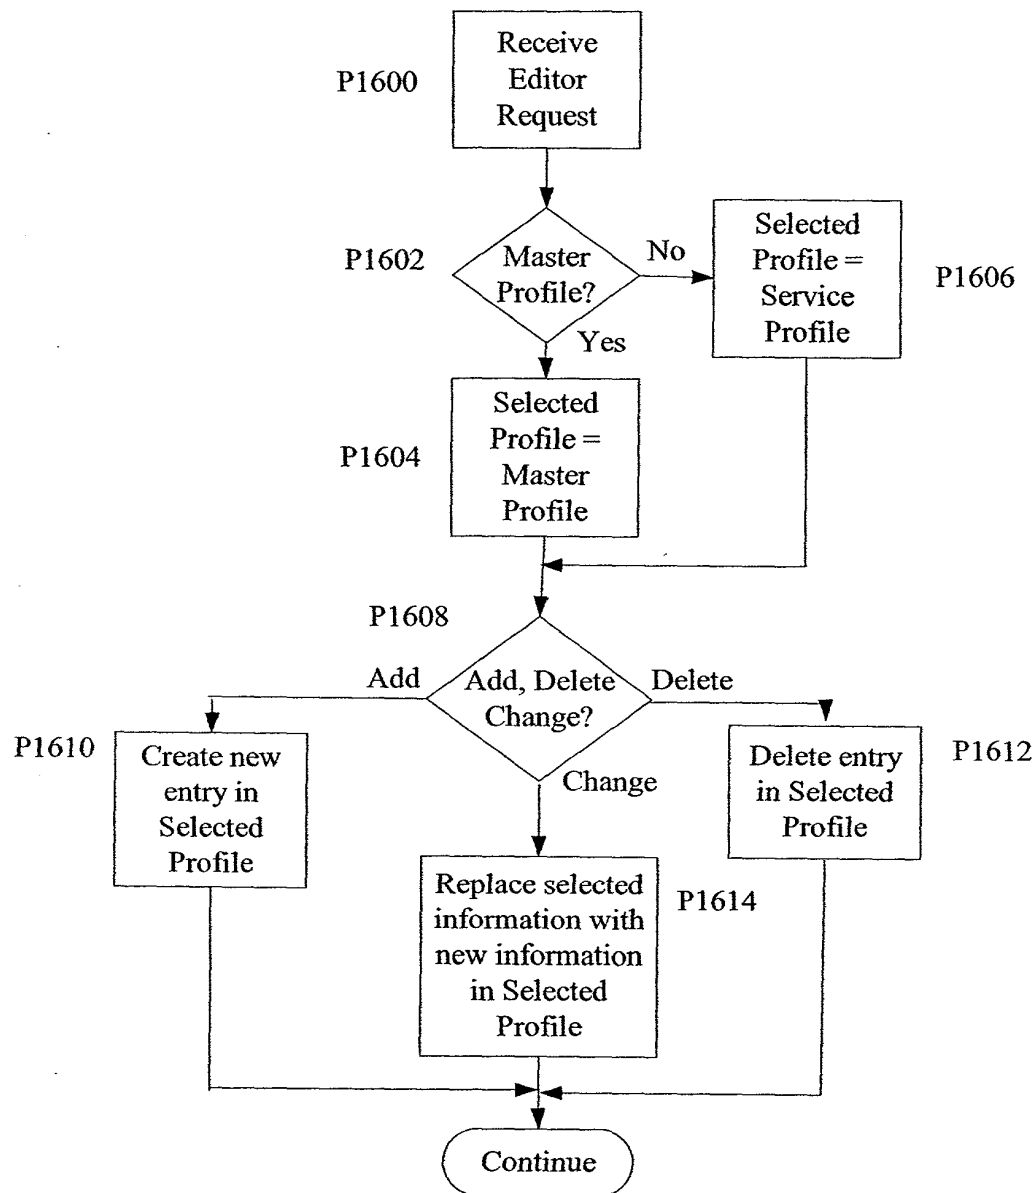 Receive
Editor
Request
P1600
P1602
Master
Profile?
No
Yes
Selected
Profile =
Service
Profile
P1606
P1604
Selected
Profile =
Master
Profile
P1608
Add, Delete
Change?
Add
Delete
Change
P1610
Create new
entry in
Selected
Profile
Delete entry
in Selected
Profile
P1612
Replace selected
information with
new information
in Selected
Profile
P1614
Continue